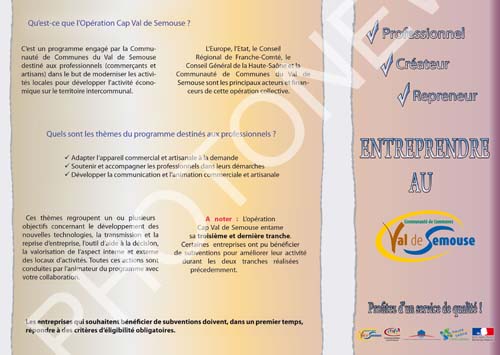 Qu'est-ce que l'Opération Cap Val de Semouse ?
C'est un programme engagé par la Commu-
nauté de Communes du Val de Semouse
destiné aux professionnels (commerçants et
artisans) dans le but de moderniser les activi-
tés locales pour développer l'activité écono-
mique sur le territoire intercommunal.
L'Europe, l'Etat, le Conseil
Régional de Franche-Comté, le
Conseil Général de la Haute-Saône et la
Communauté de Communes du Val de
Semouse sont les principaux acteurs et finan-
ceurs de cette opération collective.
Quels sont les thèmes du programme destinés aux professionnels ?
✓ Adapter l'appareil commercial et artisanale à la demande
✓ Soutenir et accompagner les professionnels dans leurs démarches
✓ Développer la communication et l'animation commerciale et artisanale
Ces thèmes regroupent un ou plusieurs
objectifs concernant le développement des
nouvelles technologies, la transmission et la
reprise d'entreprise, l'outil d'aide à la décision,
la valorisation de l'aspect interne et externe
des locaux d'activités. Toutes ces actions sont
conduites par l'animateur du programme avec
votre collaboration.
A noter : L'opération
Cap Val de Semouse entame
sa troisième et dernière tranche.
Certaines entreprises ont pu bénéficier
de subventions pour améliorer leur activité
durant les deux tranches réalisées
précédemment.
Les entreprises qui souhaitent bénéficier de subventions doivent, dans un premier temps,
répondre à des critères d'éligibilité obligatoires.
Professionnel
Créateur
Repreneur
ENTREPRENDRE
AU
Communauté de Communes
Val de Semouse
Profitez d'un service de qualité !
PHOTONE